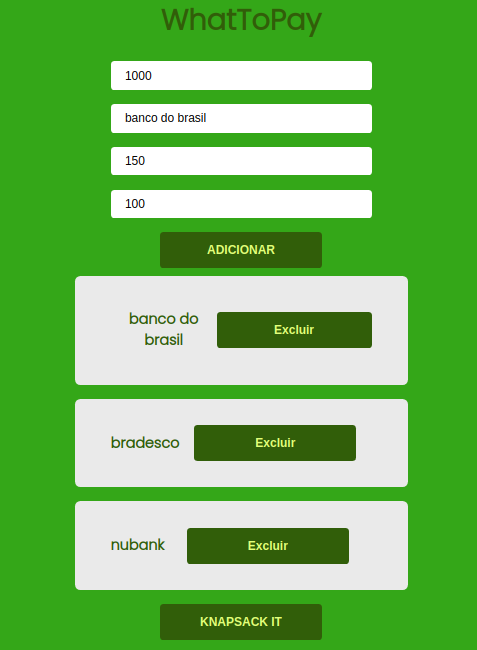 WhatToPay
1000
banco do brasil
150
100
ADICIONAR
banco do
brasil
Excluir
bradesco
Excluir
nubank
Excluir
KNAPSACK IT